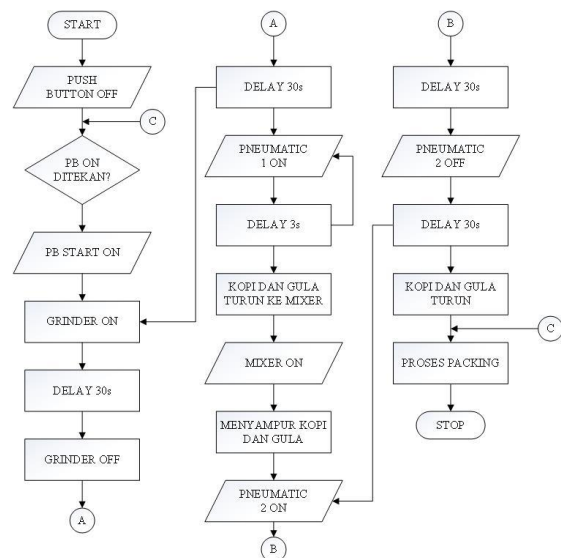 START
PUSH
BUTTON OFF
C
PB ON
DITEKAN?
PB START ON
GRINDER ON
DELAY 30s
GRINDER OFF
A
A
DELAY 30s
PNEUMATIC
1 ON
DELAY 3s
KOPI DAN GULA
TURUN KE MIXER
MIXER ON
MENYAMPUR KOPI
DAN GULA
PNEUMATIC
2 ON
B
B
DELAY 30s
PNEUMATIC
2 OFF
DELAY 30s
KOPI DAN GULA
TURUN
C
PROSES PACKING
STOP